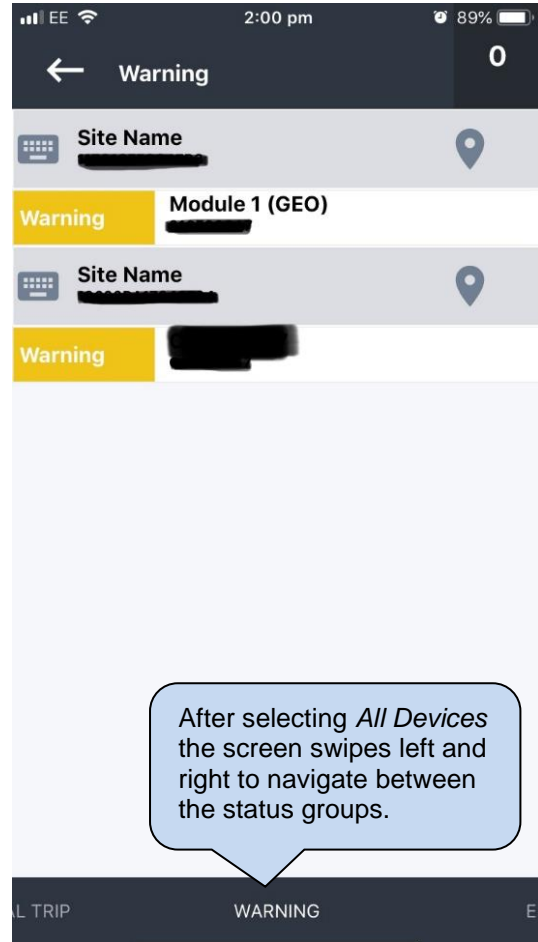 EE 2:00 pm 89%
Warning
0
Site Name
Warning Module 1 (GEO)
Site Name
Warning
After selecting All Devices
the screen swipes left and
right to navigate between
the status groups.
L TRIP WARNING E